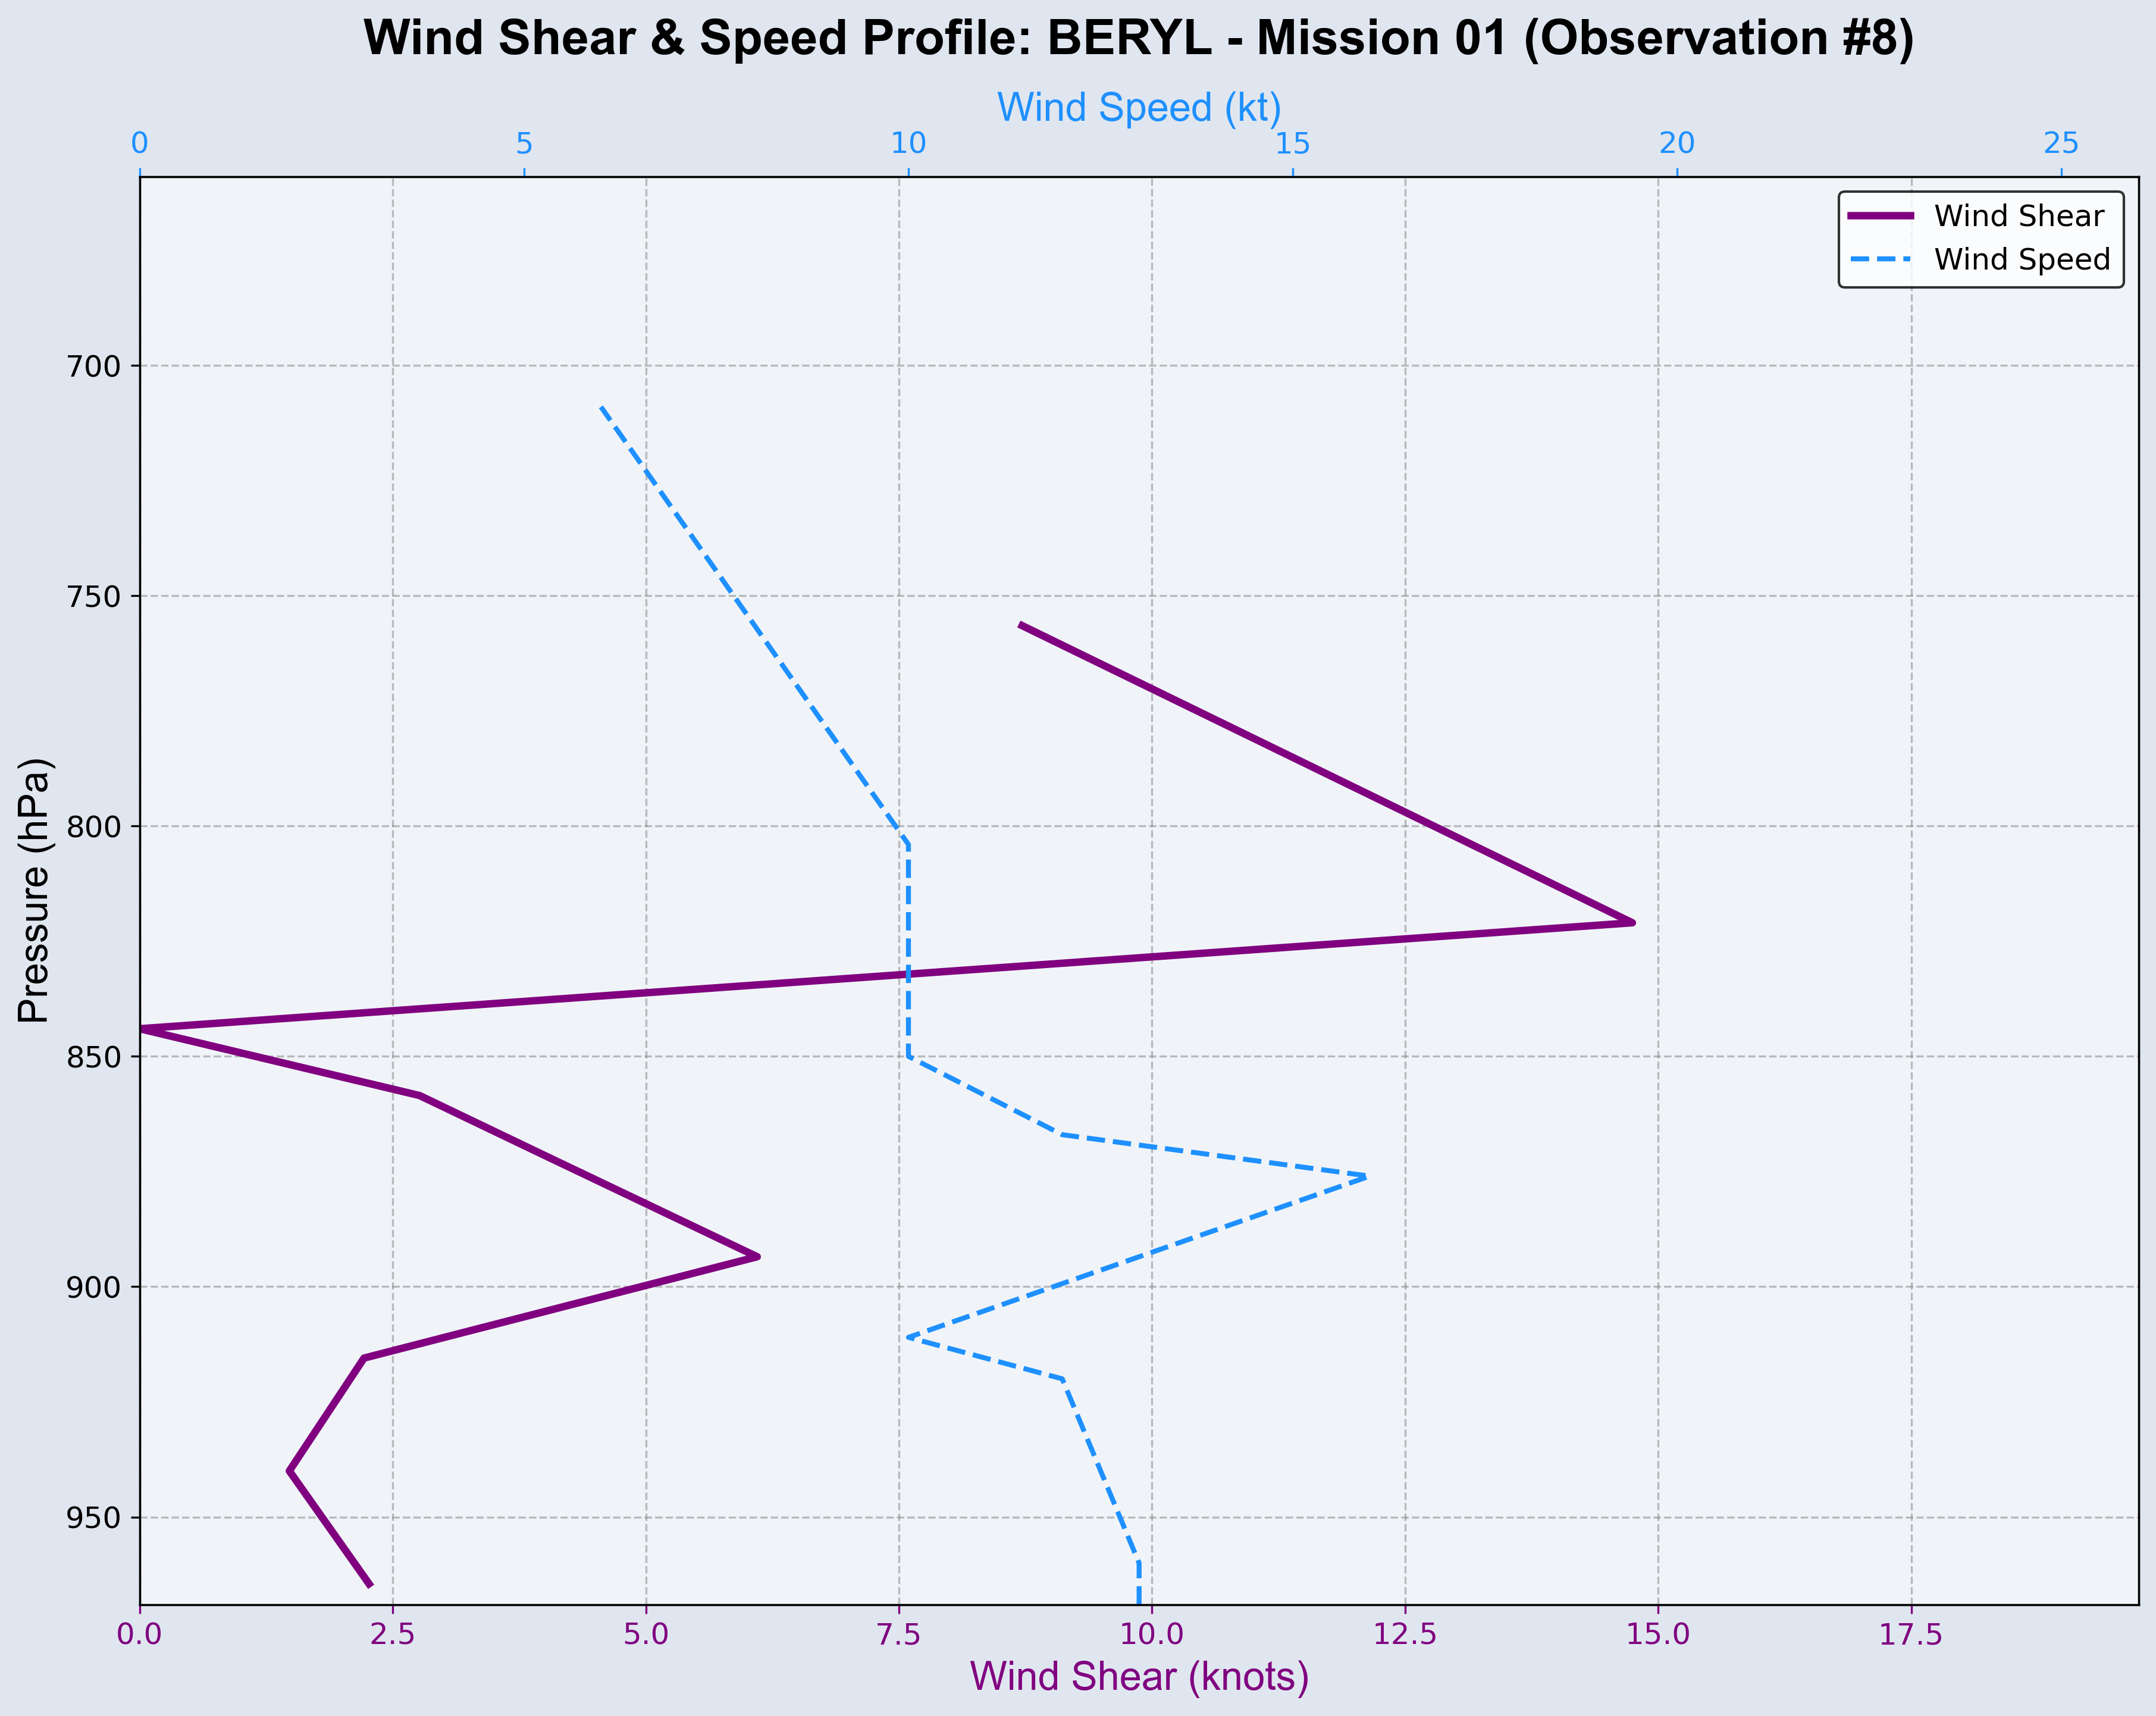 Wind Shear & Speed Profile: BERYL - Mission 01 (Observation #8)
Wind Speed (kt)
0 5 10 15 20 25
Wind Shear
Wind Speed
Pressure (hPa)
700
750
800
850
900
950
0.0 2.5 5.0 7.5 10.0 12.5 15.0 17.5
Wind Shear (knots)